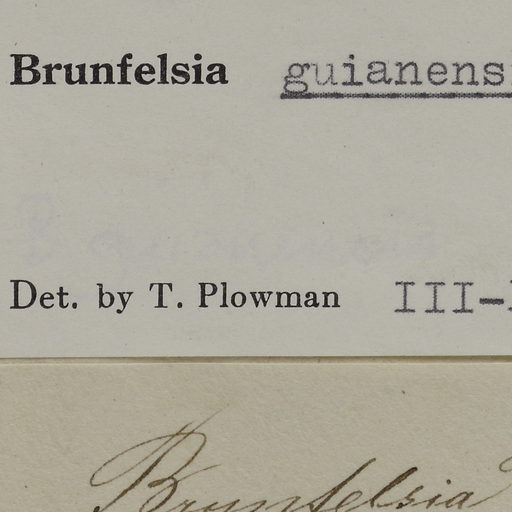 Brunfelsia guianensi
Det. by T. Plowman III-
Brunfelsia